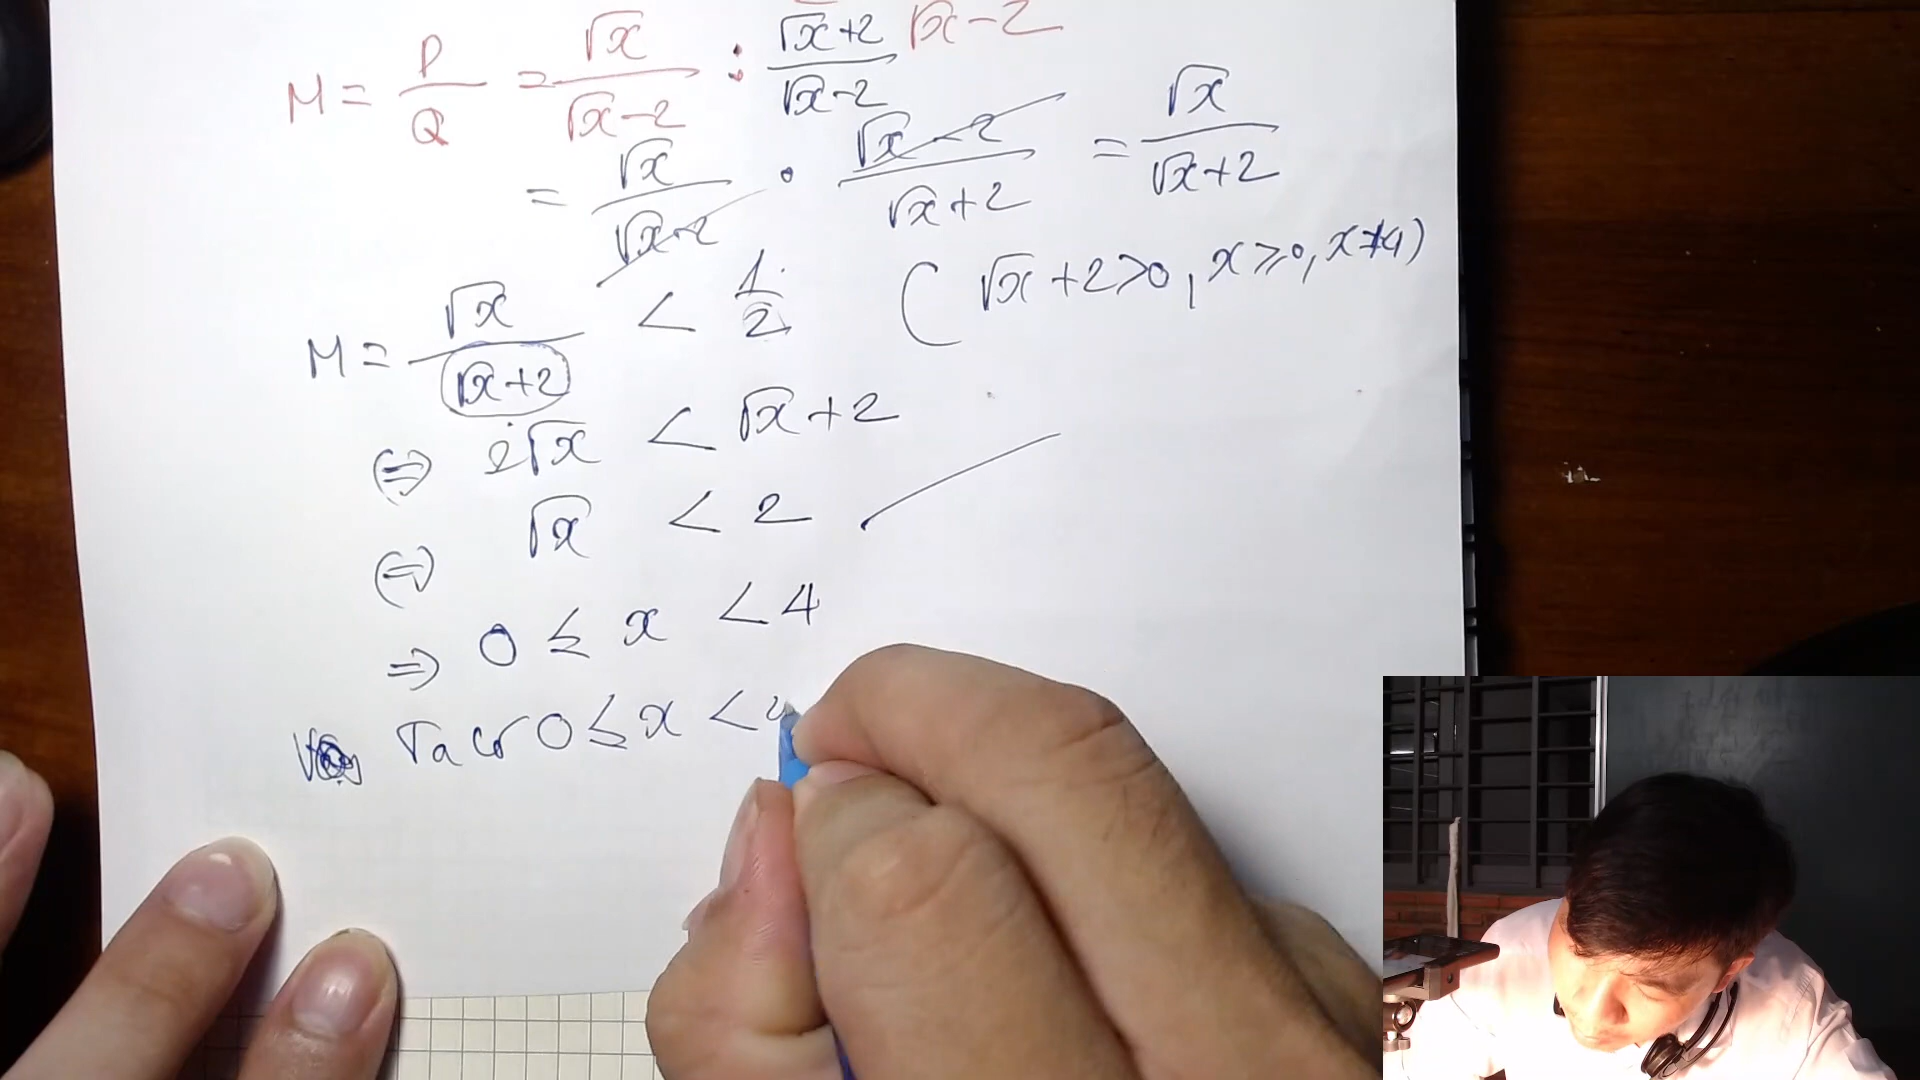 M = P/Q = √x/(√x-2) : (√x+2)/(√x-2) √x-2
= √x/(√x-2) · (√x-2)/(√x+2) = √x/(√x+2)
M = √x/(√x+2) < 1/2 ( √x+2>0, x≥0, x≠4)
(⇒) 2√x < √x+2
(⇒) √x < 2
⇒ 0 ≤ x < 4
Ta có 0 ≤ x <